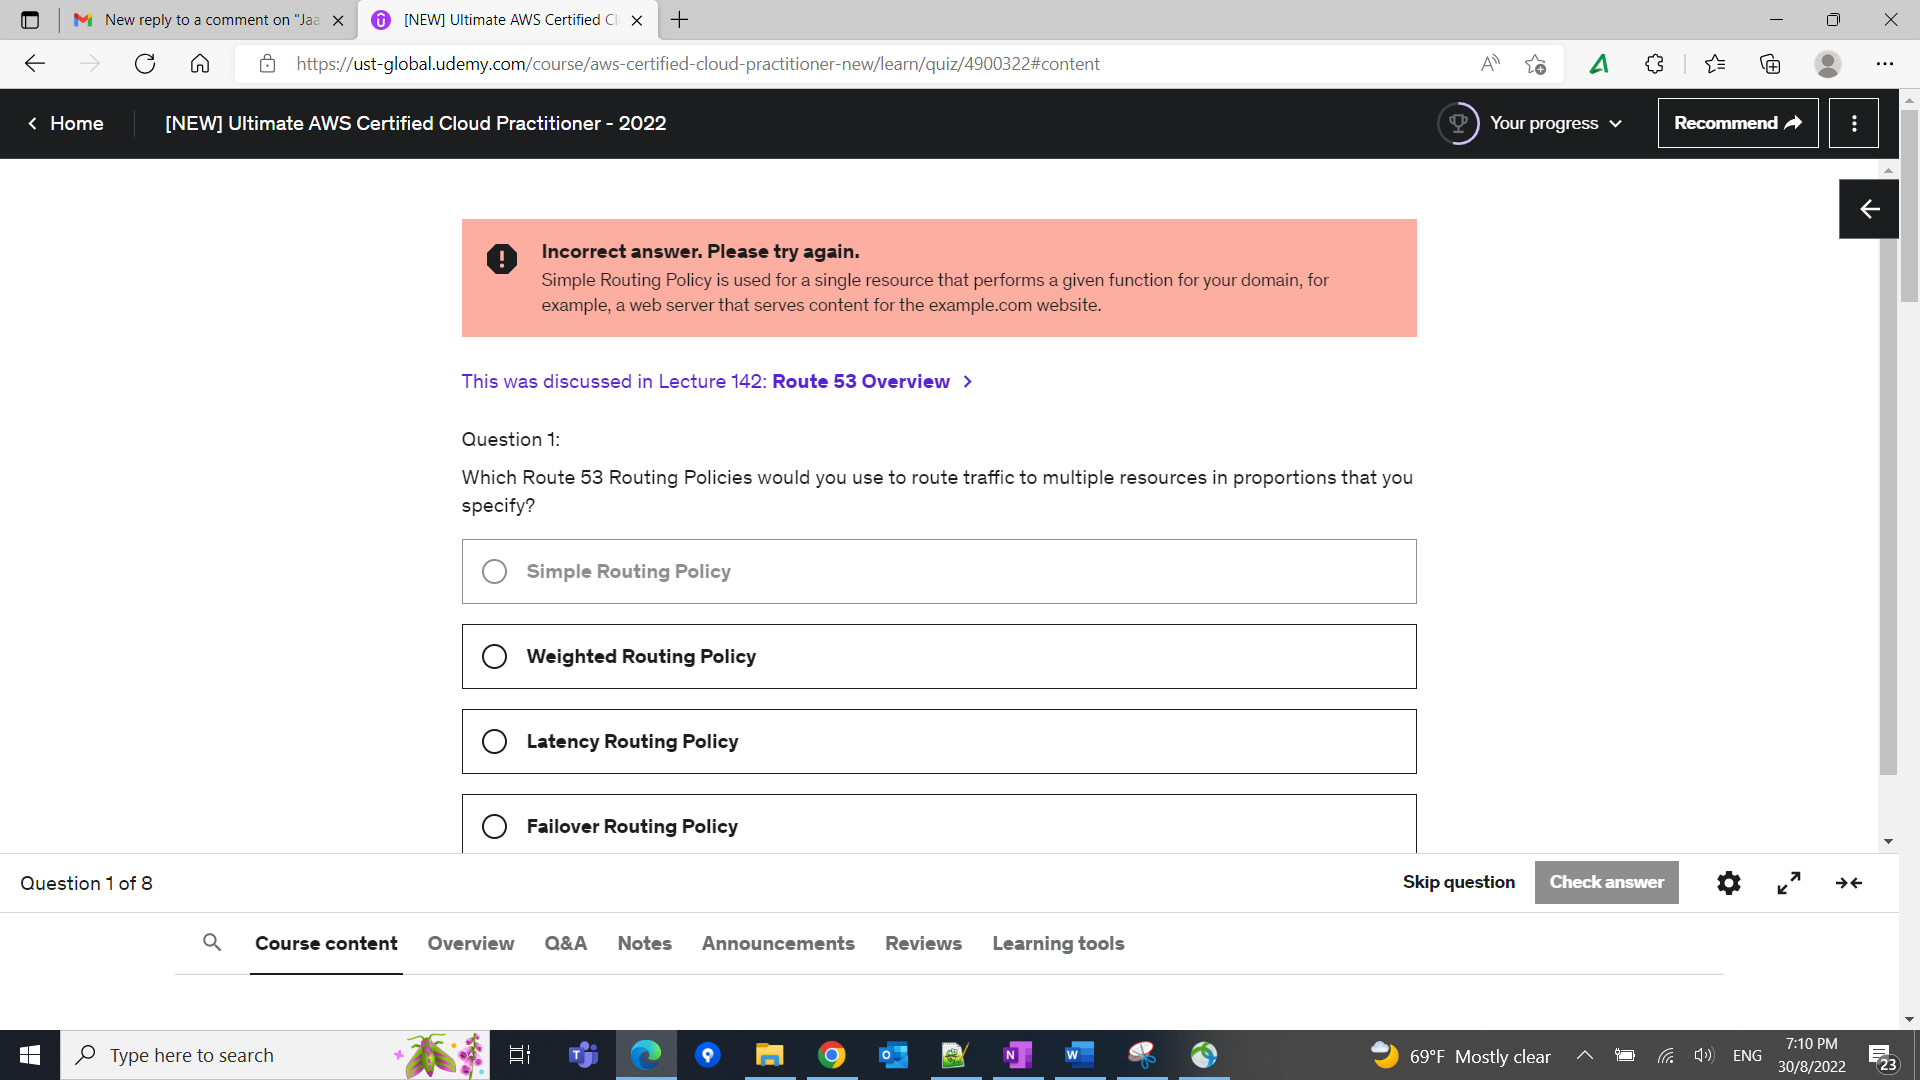 New reply to a comment on "Jaa
[NEW] Ultimate AWS Certified Cl
https://ust-global.udemy.com/course/aws-certified-cloud-practitioner-new/learn/quiz/4900322#content
Home
[NEW] Ultimate AWS Certified Cloud Practitioner - 2022
Your progress
Recommend
Incorrect answer. Please try again.
Simple Routing Policy is used for a single resource that performs a given function for your domain, for
example, a web server that serves content for the example.com website.
This was discussed in Lecture 142: Route 53 Overview
Question 1:
Which Route 53 Routing Policies would you use to route traffic to multiple resources in proportions that you
specify?
Simple Routing Policy
Weighted Routing Policy
Latency Routing Policy
Failover Routing Policy
Question 1 of 8
Skip question
Check answer
Course content
Overview
Q&A
Notes
Announcements
Reviews
Learning tools
Type here to search
69°F Mostly clear
ENG
7:10 PM
30/8/2022
23